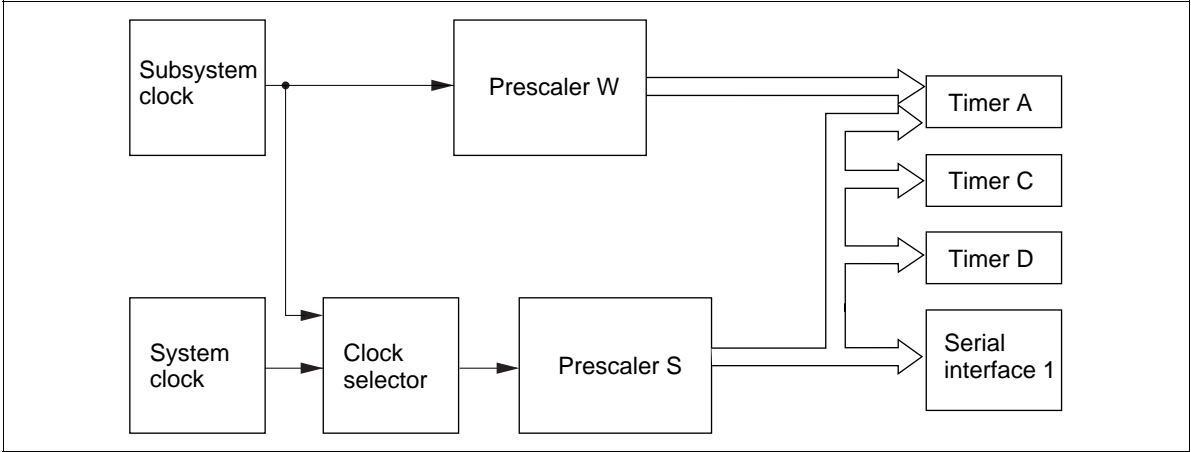 Subsystem
clock
Prescaler W
Timer A
Timer C
Timer D
System
clock
Clock
selector
Prescaler S
Serial
interface 1